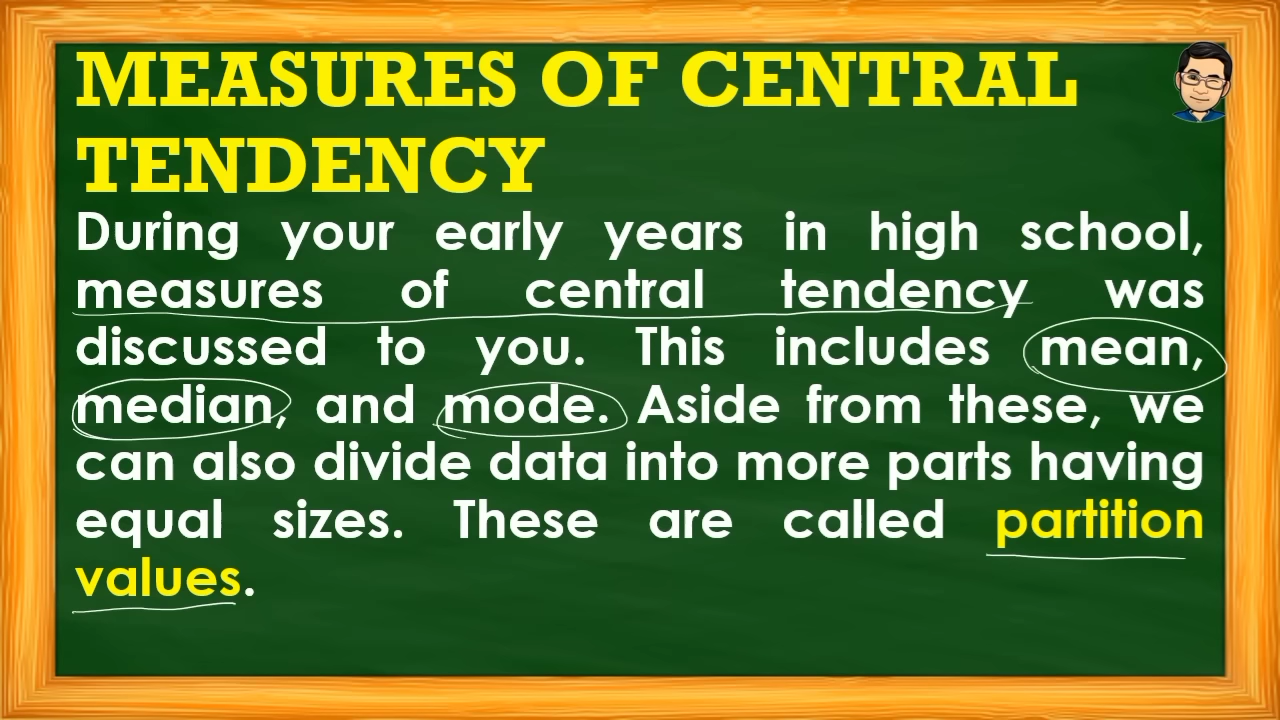 MEASURES OF CENTRAL
TENDENCY
During your early years in high school,
measures of central tendency was
discussed to you. This includes mean,
median, and mode. Aside from these, we
can also divide data into more parts having
equal sizes. These are called partition
values.